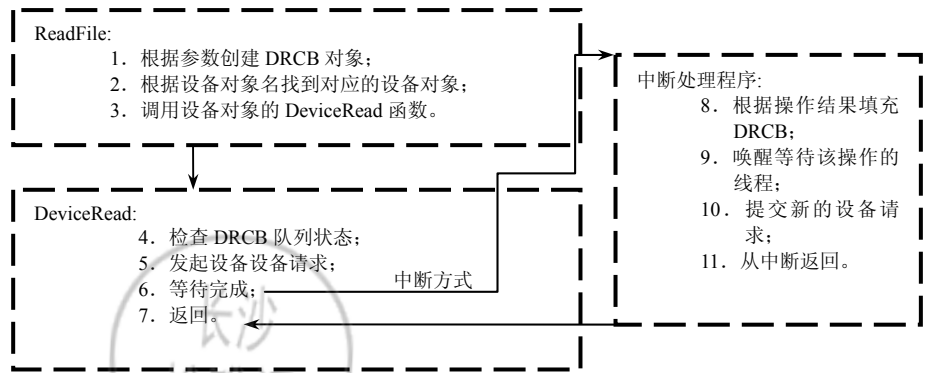 ReadFile:
1．根据参数创建 DRCB 对象；
2．根据设备对象名找到对应的设备对象；
3．调用设备对象的 DeviceRead 函数。
DeviceRead:
4．检查 DRCB 队列状态；
5．发起设备设备请求；
6．等待完成；
7．返回。
中断方式
中断处理程序:
8．根据操作结果填充
DRCB；
9．唤醒等待该操作的
线程；
10．提交新的设备请
求；
11．从中断返回。
长沙